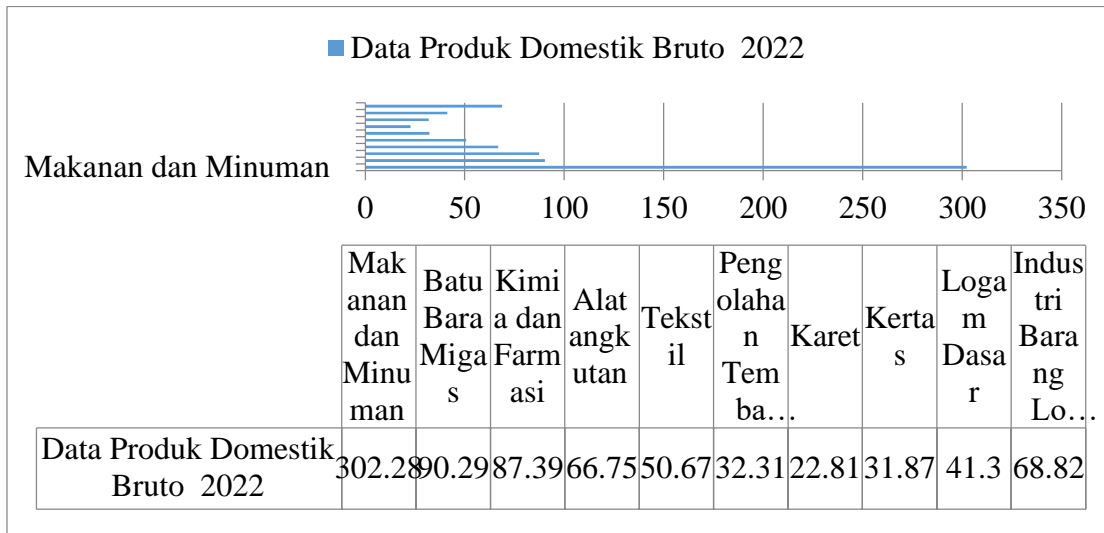 Data Produk Domestik Bruto 2022
Makanan dan Minuman
0 50 100 150 200 250 300 350
Mak
anan
dan
Minu
man
Batu
Bara
Miga
s
Kimi
a dan
Farm
asi
Alat
angk
utan
Tekst
il
Peng
olaha
n
Tem
ba…
Karet
Kerta
s
Loga
m
Dasa
r
Indus
tri
Bara
ng
Lo…
Data Produk Domestik
Bruto 2022
302.28 90.29 87.39 66.75 50.67 32.31 22.81 31.87 41.3 68.82